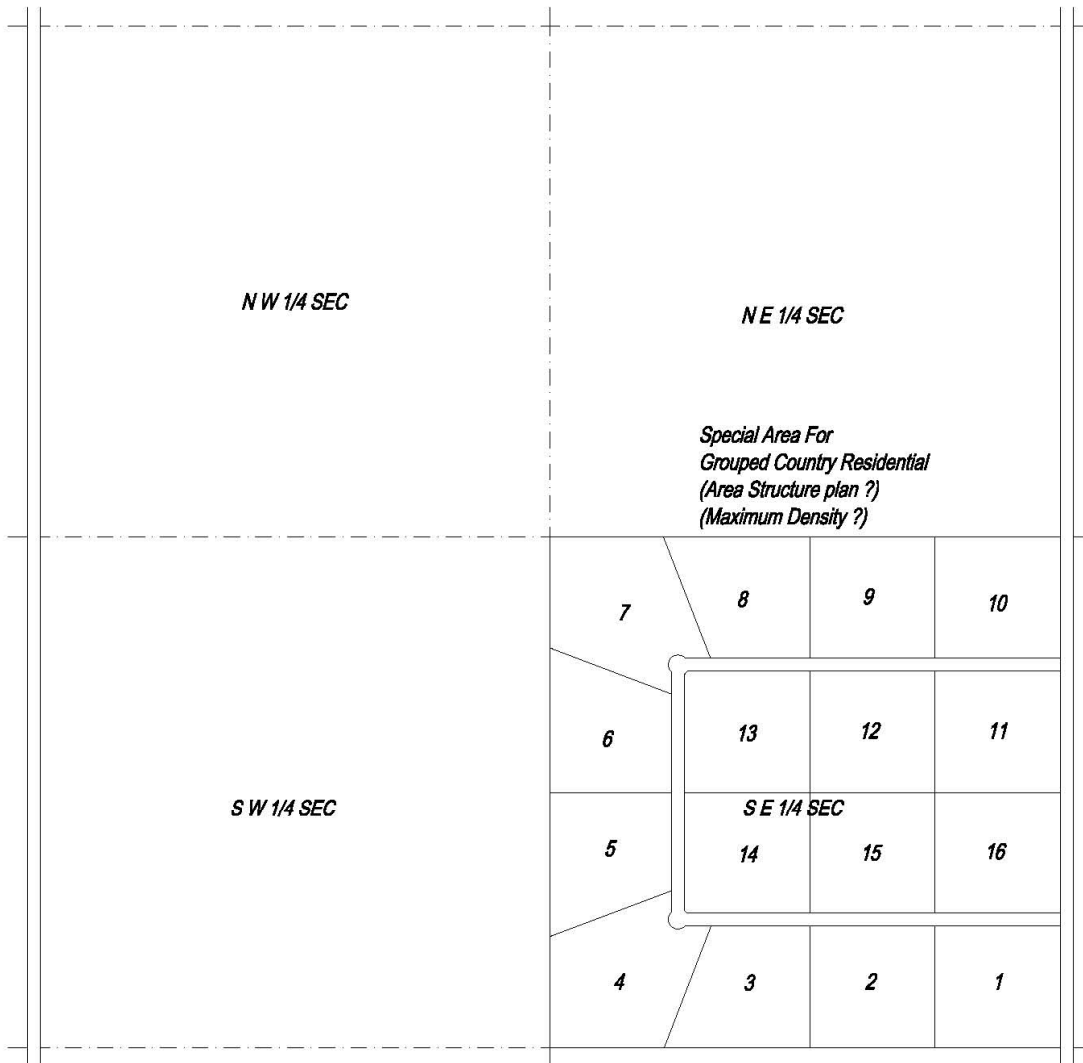 N W 1/4 SEC
N E 1/4 SEC
Special Area For
Grouped Country Residential
(Area Structure plan ?)
(Maximum Density ?)
7
8
9
10
6
13
12
11
S W 1/4 SEC
S E 1/4 SEC
5
14
15
16
4
3
2
1